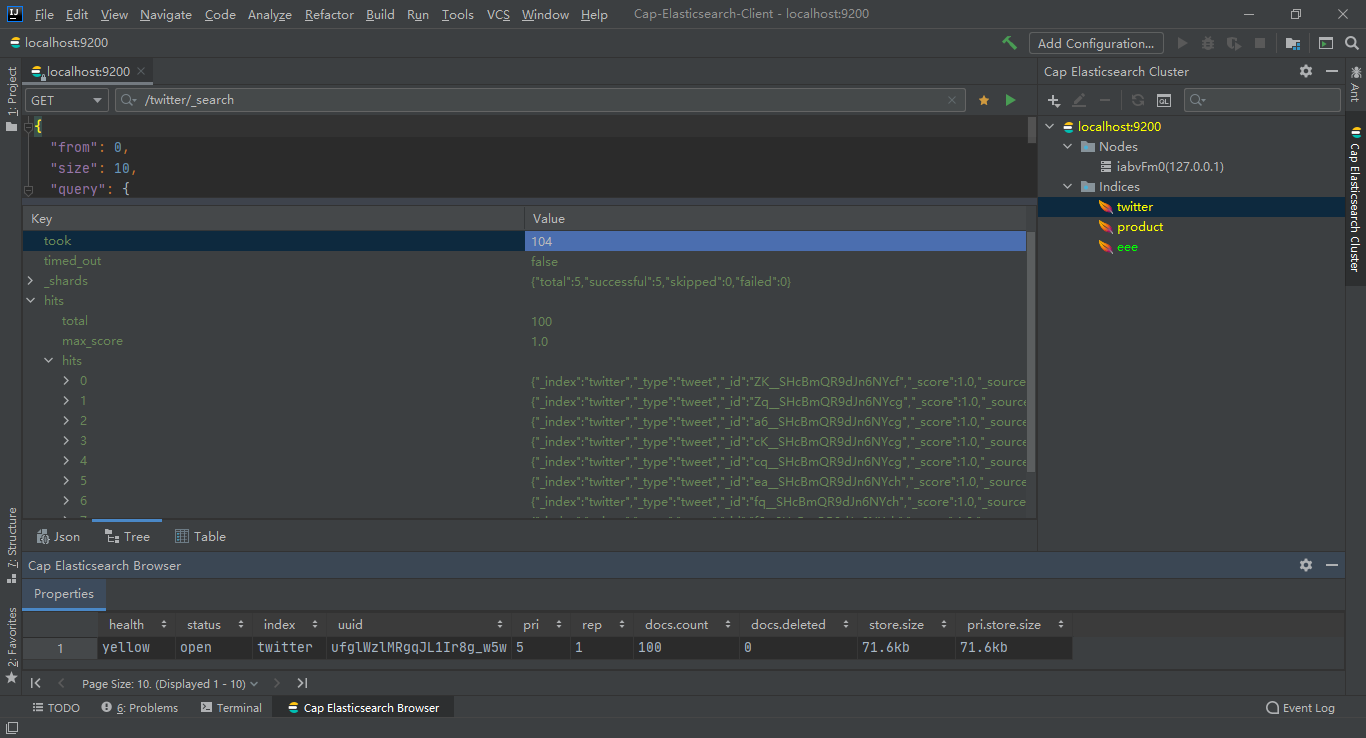 File Edit View Navigate Code Analyze Refactor Build Run Tools VCS Window Help Cap-Elasticsearch-Client - localhost:9200
localhost:9200 Add Configuration...
1: Project
localhost:9200
GET /twitter/_search
{
"from": 0,
"size": 10,
"query": {
Key Value
took 104
timed_out false
_shards {"total":5,"successful":5,"skipped":0,"failed":0}
hits
total 100
max_score 1.0
hits
0 {"_index":"twitter","_type":"tweet","_id":"ZK__SHcBmQR9dJn6NYcf","_score":1.0,"_source
1 {"_index":"twitter","_type":"tweet","_id":"Zq__SHcBmQR9dJn6NYcg","_score":1.0,"_source
2 {"_index":"twitter","_type":"tweet","_id":"a6__SHcBmQR9dJn6NYcg","_score":1.0,"_source
3 {"_index":"twitter","_type":"tweet","_id":"cK__SHcBmQR9dJn6NYcg","_score":1.0,"_source
4 {"_index":"twitter","_type":"tweet","_id":"cq__SHcBmQR9dJn6NYcg","_score":1.0,"_source
5 {"_index":"twitter","_type":"tweet","_id":"ea__SHcBmQR9dJn6NYch","_score":1.0,"_source
6 {"_index":"twitter","_type":"tweet","_id":"fq__SHcBmQR9dJn6NYch","_score":1.0,"_source
Json Tree Table
Cap Elasticsearch Cluster
localhost:9200
Nodes
iabvFm0(127.0.0.1)
Indices
twitter
product
eee
Ant
Cap Elasticsearch Cluster
7: Structure
2: Favorites
Cap Elasticsearch Browser
Properties
health status index uuid pri rep docs.count docs.deleted store.size pri.store.size
1 yellow open twitter ufglWzlMRgqJL1Ir8g_w5w 5 1 100 0 71.6kb 71.6kb
Page Size: 10. (Displayed 1 - 10)
TODO 6: Problems Terminal Cap Elasticsearch Browser Event Log